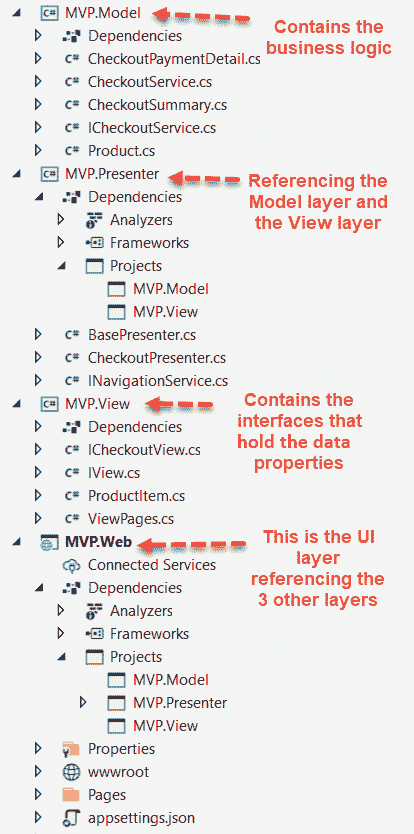 MVP.Model
Contains the
business logic
Dependencies
C# CheckoutPaymentDetail.cs
C# CheckoutService.cs
C# CheckoutSummary.cs
C# ICheckoutService.cs
C# Product.cs
C# MVP.Presenter
Referencing the
Model layer and
the View layer
Dependencies
Analyzers
Frameworks
Projects
MVP.Model
MVP.View
C# BasePresenter.cs
C# CheckoutPresenter.cs
C# INavigationService.cs
C# MVP.View
Contains the
interfaces that
hold the data
properties
Dependencies
C# ICheckoutView.cs
C# IView.cs
C# ProductItem.cs
C# ViewPages.cs
MVP.Web
This is the UI
layer
referencing the
3 other layers
Connected Services
Dependencies
Analyzers
Frameworks
Projects
MVP.Model
MVP.Presenter
MVP.View
Properties
wwwroot
Pages
appsettings.json